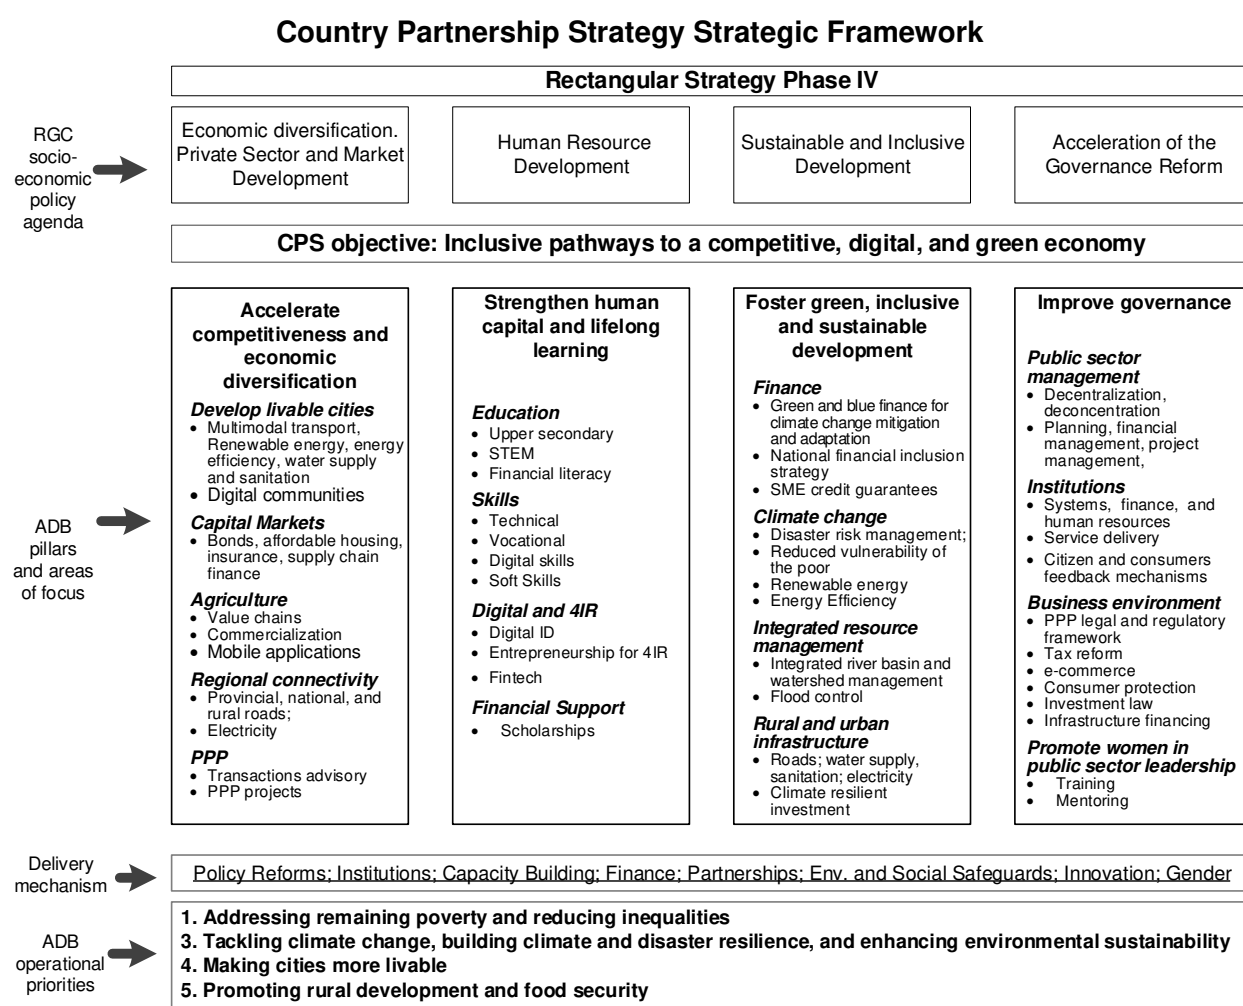 Country Partnership Strategy Strategic Framework
Rectangular Strategy Phase IV
RGC
socio-
economic
policy
agenda
Economic diversification.
Private Sector and Market
Development
Human Resource
Development
Sustainable and Inclusive
Development
Acceleration of the
Governance Reform
CPS objective: Inclusive pathways to a competitive, digital, and green economy
ADB
pillars
and areas
of focus
Accelerate
competitiveness and
economic
diversification
Develop livable cities
• Multimodal transport,
Renewable energy, energy
efficiency, water supply
and sanitation
• Digital communities
Capital Markets
• Bonds, affordable housing,
insurance, supply chain
finance
Agriculture
• Value chains
• Commercialization
• Mobile applications
Regional connectivity
• Provincial, national, and
rural roads;
• Electricity
PPP
• Transactions advisory
• PPP projects
Strengthen human
capital and lifelong
learning
Education
• Upper secondary
• STEM
• Financial literacy
Skills
• Technical
• Vocational
• Digital skills
• Soft Skills
Digital and 4IR
• Digital ID
• Entrepreneurship for 4IR
• Fintech
Financial Support
• Scholarships
Foster green, inclusive
and sustainable
development
Finance
• Green and blue finance for
climate change mitigation
and adaptation
• National financial inclusion
strategy
• SME credit guarantees
Climate change
• Disaster risk management;
• Reduced vulnerability of
the poor
• Renewable energy
• Energy Efficiency
Integrated resource
management
• Integrated river basin and
watershed management
• Flood control
Rural and urban
infrastructure
• Roads; water supply,
sanitation; electricity
• Climate resilient
investment
Improve governance
Public sector
management
• Decentralization,
deconcentration
• Planning, financial
management, project
management,
Institutions
• Systems, finance, and
human resources
• Service delivery
• Citizen and consumers
feedback mechanisms
Business environment
• PPP legal and regulatory
framework
• Tax reform
• e-commerce
• Consumer protection
• Investment law
• Infrastructure financing
Promote women in
public sector leadership
• Training
• Mentoring
Delivery
mechanism
Policy Reforms; Institutions; Capacity Building; Finance; Partnerships; Env. and Social Safeguards; Innovation; Gender
ADB
operational
priorities
1. Addressing remaining poverty and reducing inequalities
3. Tackling climate change, building climate and disaster resilience, and enhancing environmental sustainability
4. Making cities more livable
5. Promoting rural development and food security